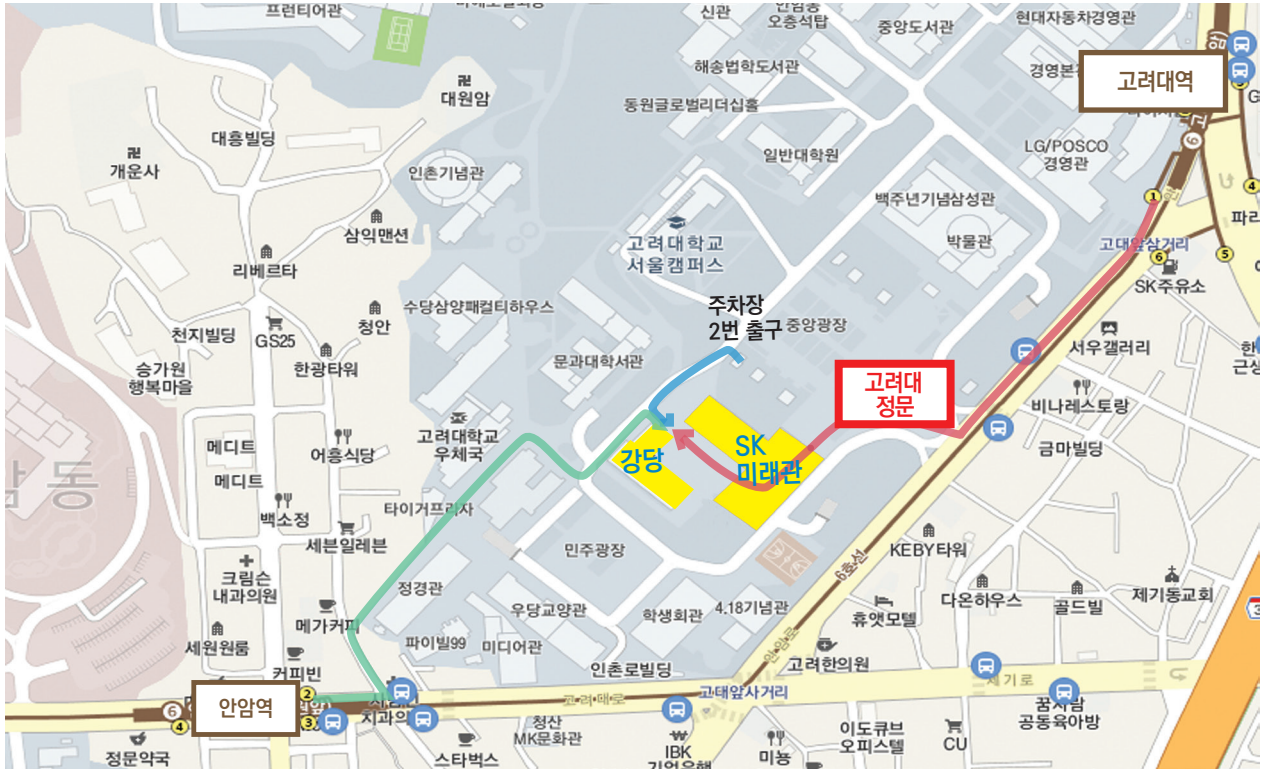 프런티어관
신관
오층석탑
중앙도서관
현대자동차경영관
해송법학도서관
고려대역
대원암
동원글로벌리더십홀
대흥빌딩
LG/POSCO
경영관
개운사
인촌기념관
일반대학원
6
백주년기념삼성관
1
4
삼익맨션
고려대학교
서울캠퍼스
박물관
고대앞삼거리
6
5
리베르타
SK주유소
수당삼양패컬티하우스
주차장
2번 출구
중앙광장
청안
천지빌딩
GS25
서우갤러리
승가원
행복마을
한광타워
문과대학서관
고려대
정문
비나레스토랑
고려대학교
우체국
메디트
어흥식당
강당
SK
미래관
금마빌딩
메디트
백소정
타이거프라자
세븐일레븐
민주광장
KEBY타워
6호선
크림슨
내과의원
정경관
우당교양관
학생회관
4.18기념관
다온하우스
골드빌
제기동교회
휴앳모텔
메가커피
세원원룸
파이빌99
미디어관
안암로
커피빈
인촌로빌딩
고려한의원
제기로
안암역
2
6
4
3
고려대로
고대앞사거리
치과의
꿈자람
공동육아방
청산
MK문화관
이도큐브
오피스텔
CU
정문약국
스타벅스
IBK
기업은행
미뇽